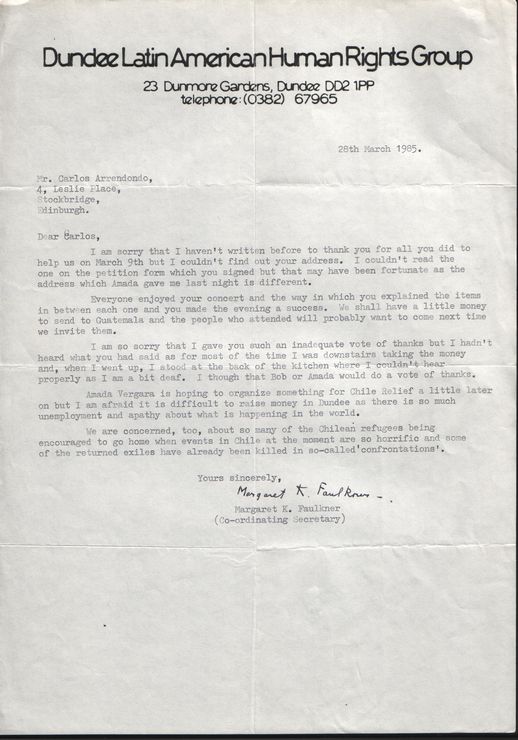 Dundee Latin American Human Rights Group
23 Dunmore Gardens, Dundee DD2 1PP
telephone: (0382) 67965
28th March 1985.
Mr. Carlos Arrendondo,
4, Leslie Place,
Stockbridge,
Edinburgh.
Dear Carlos,
I am sorry that I haven't written before to thank you for all you did to
help us on March 9th but I couldn't find out your address. I couldn't read the
one on the petition form which you signed but that may have been fortunate as the
address which Amada gave me last night is different.
Everyone enjoyed your concert and the way in which you explained the items
in between each one and you made the evening a success. We shall have a little money
to send to Guatemala and the people who attended will probably want to come next time
we invite them.
I am so sorry that I gave you such an inadequate vote of thanks but I hadn't
heard what you had said as for most of the time I was downstairs taking the money
and, when I went up, I stood at the back of the kitchen where I couldn't hear
properly as I am a bit deaf. I though that Bob or Amada would do a vote of thanks.
Amada Vergara is hoping to organize something for Chile Relief a little later
on but I am afraid it is difficult to raise money in Dundee as there is so much
unemployment and apathy about what is happening in the world.
We are concerned, too, about so many of the Chilean refugees being
encouraged to go home when events in Chile at the moment are so horrific and some
of the returned exiles have already been killed in so-called'confrontations'.
Yours sincerely,
Margaret K. Faulkner
Margaret K. Faulkner
(Co-ordinating Secretary)